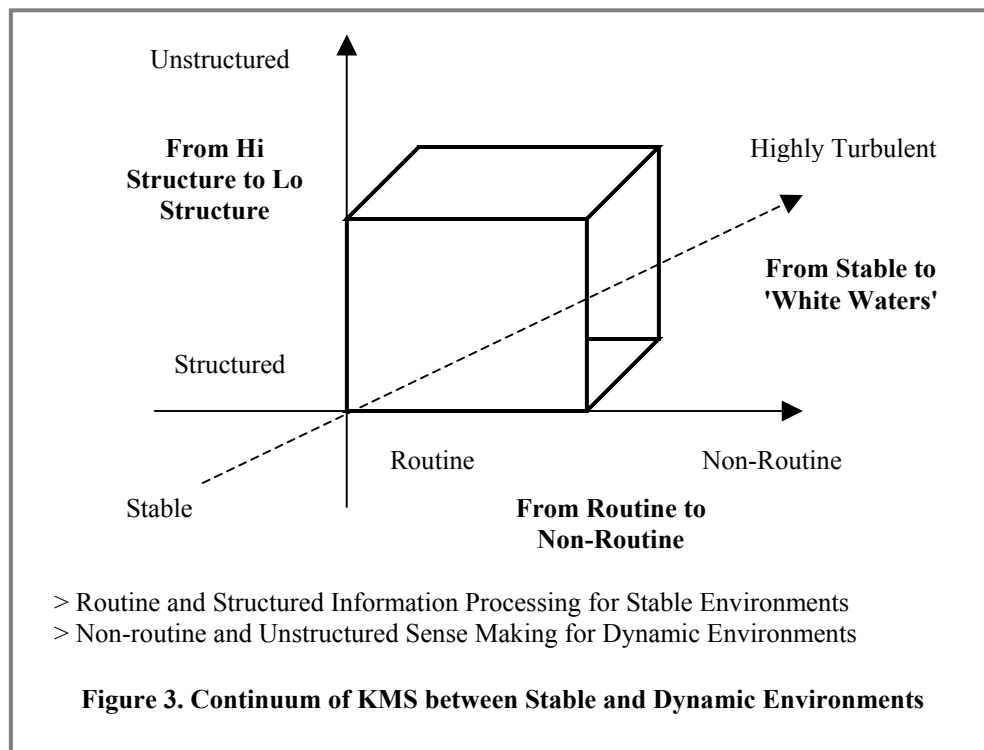 Unstructured
From Hi
Structure to Lo
Structure
Highly Turbulent
From Stable to
'White Waters'
Structured
Routine
Non-Routine
Stable
From Routine to
Non-Routine
> Routine and Structured Information Processing for Stable Environments
> Non-routine and Unstructured Sense Making for Dynamic Environments
Figure 3. Continuum of KMS between Stable and Dynamic Environments